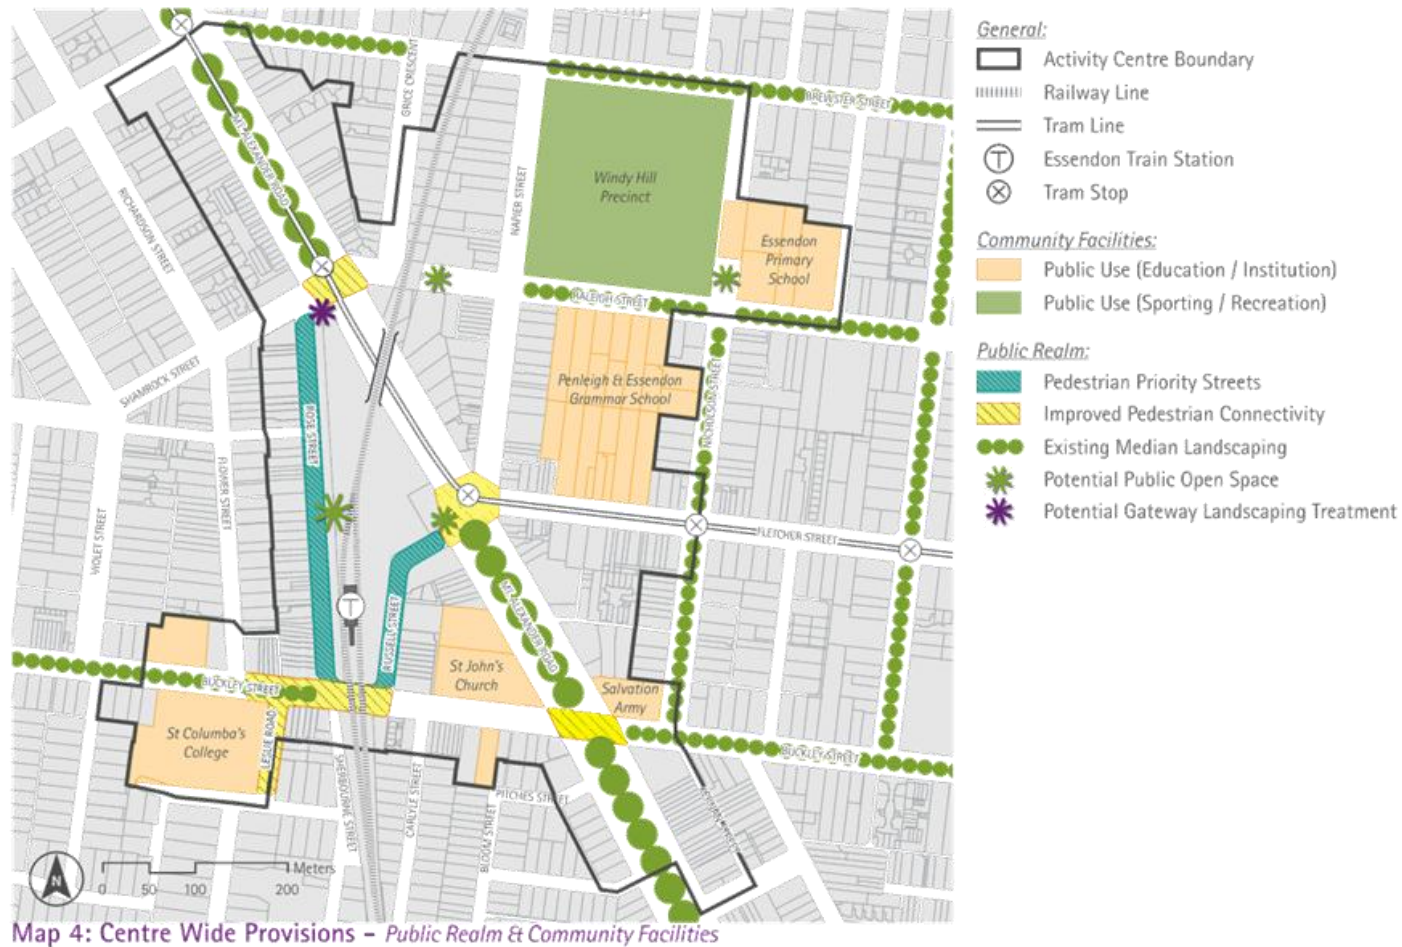 General:
Activity Centre Boundary
Railway Line
Tram Line
T
Essendon Train Station
Tram Stop
Community Facilities:
Public Use (Education / Institution)
Public Use (Sporting / Recreation)
Public Realm:
Pedestrian Priority Streets
Improved Pedestrian Connectivity
Existing Median Landscaping
Potential Public Open Space
Potential Gateway Landscaping Treatment
GRICE CRESCENT
BREWSTER STREET
MT ALEXANDER ROAD
Windy Hill
Precinct
NAPIER STREET
RICHARDSON STREET
Essendon
Primary
School
RALEIGH STREET
SHAMROCK STREET
Penleigh & Essendon
Grammar School
NICHOLSON STREET
ROSE STREET
FLOWER STREET
VIOLET STREET
FLETCHER STREET
T
RUSSELL STREET
MT ALEXANDER ROAD
St John's
Church
Salvation
Army
BUCKLEY STREET
St Columba's
College
LESLIE ROAD
BUCKLEY STREET
SHERBOURNE STREET
CARLYLE STREET
PITCHES STREET
BLOOM STREET
N
Meters
0 50 100 200
Map 4: Centre Wide Provisions - Public Realm & Community Facilities